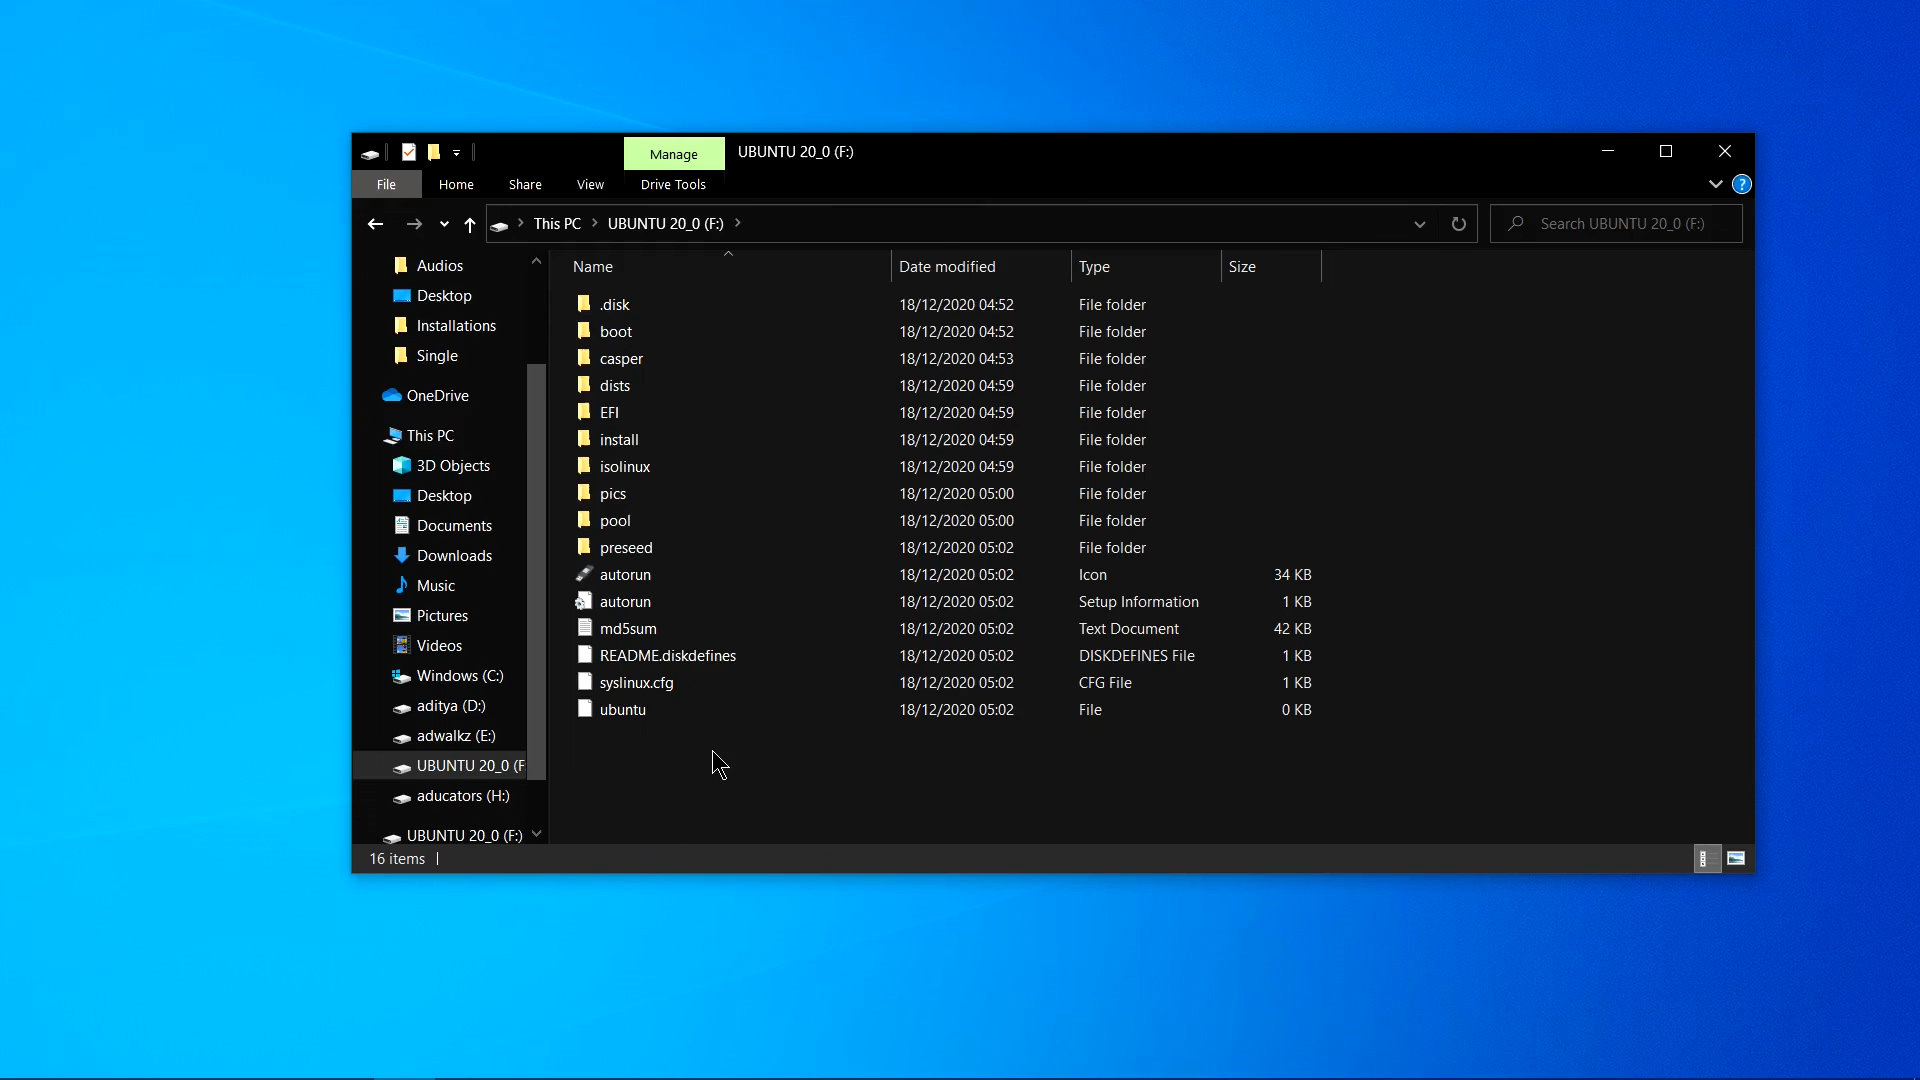 Manage UBUNTU 20_0 (F:)
File Home Share View Drive Tools
This PC UBUNTU 20_0 (F:) Search UBUNTU 20_0 (F:)
Audios
Desktop
Installations
Single
OneDrive
This PC
3D Objects
Desktop
Documents
Downloads
Music
Pictures
Videos
Windows (C:)
aditya (D:)
adwalkz (E:)
UBUNTU 20_0 (F
aducators (H:)
UBUNTU 20_0 (F:)
Name Date modified Type Size
.disk 18/12/2020 04:52 File folder
boot 18/12/2020 04:52 File folder
casper 18/12/2020 04:53 File folder
dists 18/12/2020 04:59 File folder
EFI 18/12/2020 04:59 File folder
install 18/12/2020 04:59 File folder
isolinux 18/12/2020 04:59 File folder
pics 18/12/2020 05:00 File folder
pool 18/12/2020 05:00 File folder
preseed 18/12/2020 05:02 File folder
autorun 18/12/2020 05:02 Icon 34 KB
autorun 18/12/2020 05:02 Setup Information 1 KB
md5sum 18/12/2020 05:02 Text Document 42 KB
README.diskdefines 18/12/2020 05:02 DISKDEFINES File 1 KB
syslinux.cfg 18/12/2020 05:02 CFG File 1 KB
ubuntu 18/12/2020 05:02 File 0 KB
16 items